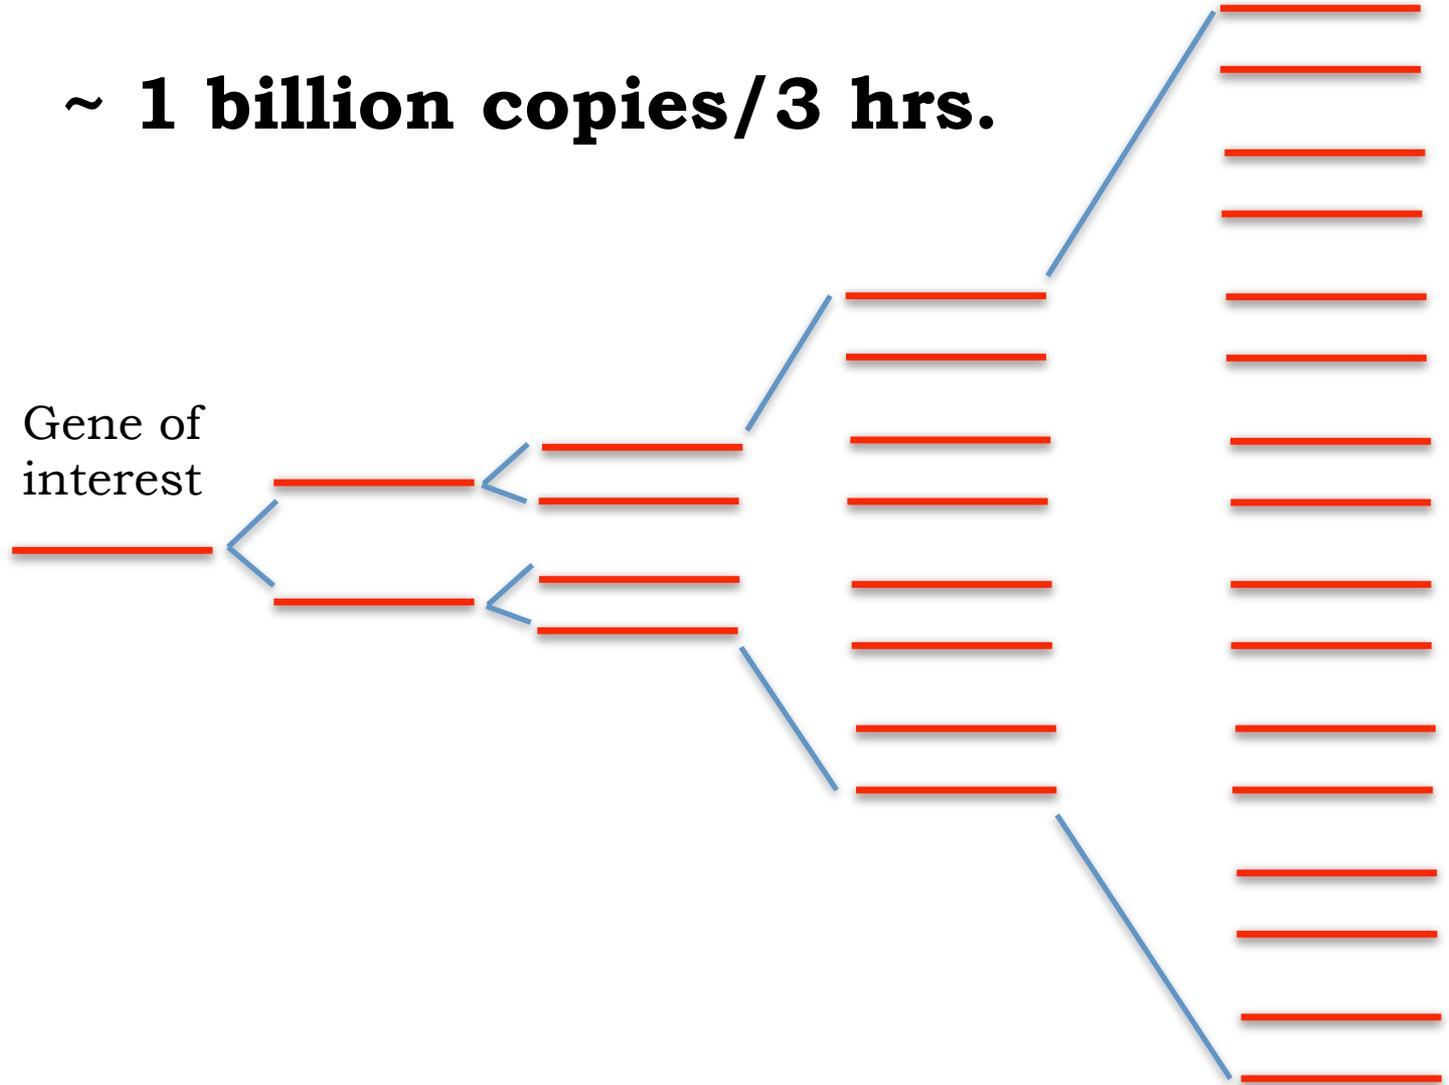 ~ 1 billion copies/3 hrs.
Gene of
interest